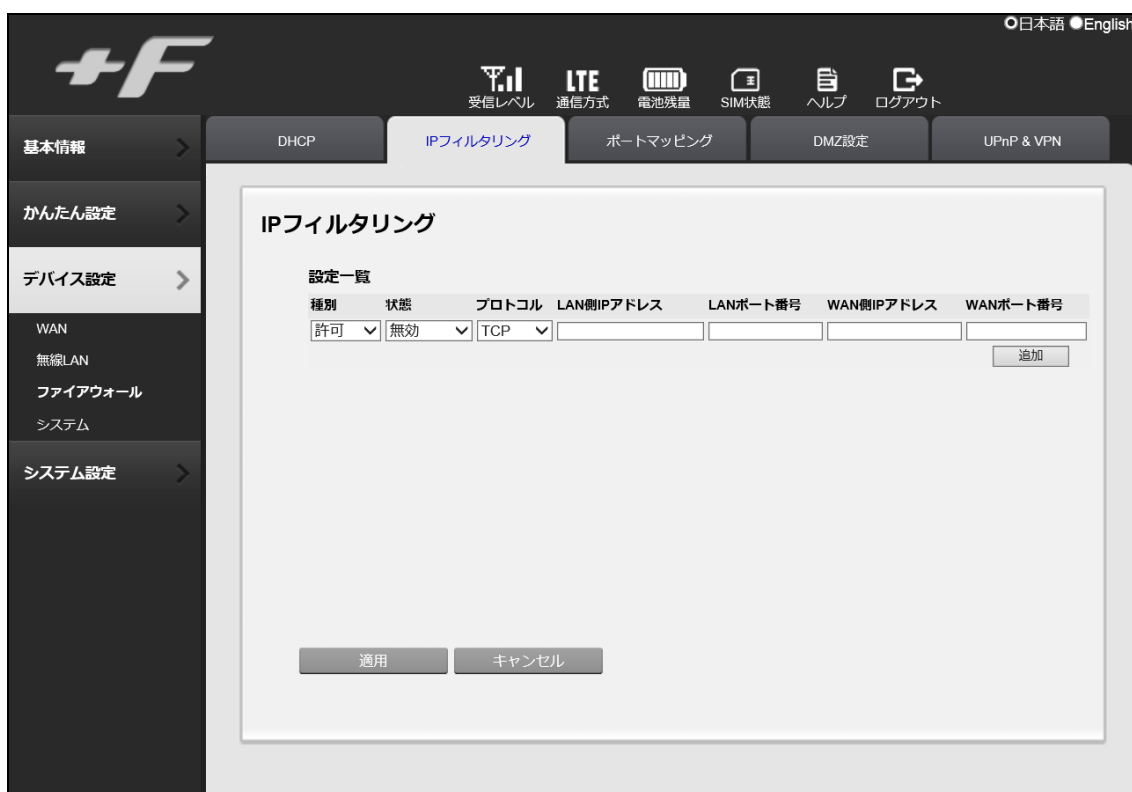 日本語 English
+F
LTE
受信レベル 通信方式 電池残量 SIM状態 ヘルプ ログアウト
DHCP IPフィルタリング ポートマッピング DMZ設定 UPnP & VPN
基本情報
かんたん設定
デバイス設定
WAN
無線LAN
ファイアウォール
システム
システム設定
IPフィルタリング
設定一覧
種別 状態 プロトコル LAN側IPアドレス LANポート番号 WAN側IPアドレス WANポート番号
許可 無効 TCP
追加
適用 キャンセル